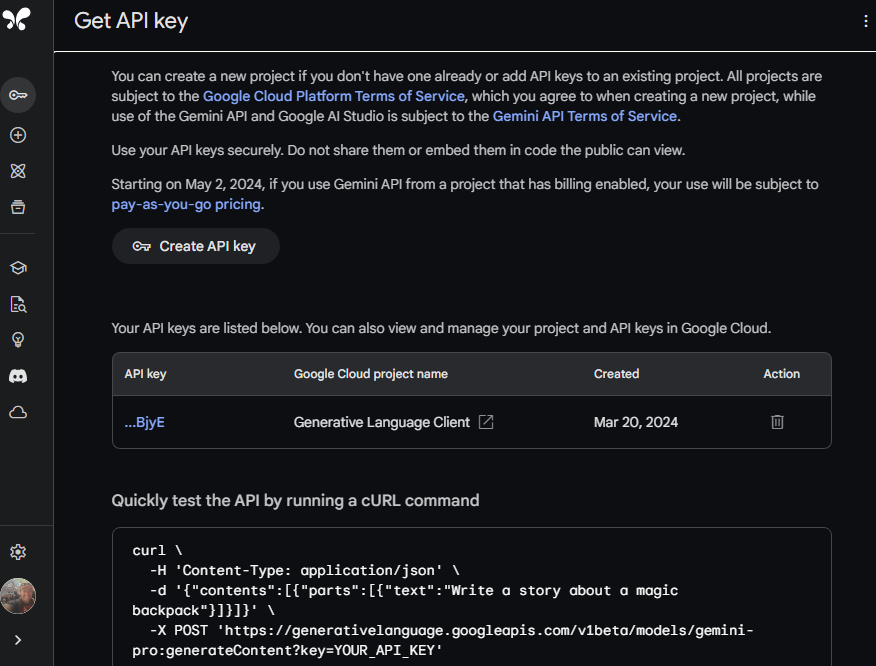 Get API key
You can create a new project if you don't have one already or add API keys to an existing project. All projects are
subject to the Google Cloud Platform Terms of Service, which you agree to when creating a new project, while
use of the Gemini API and Google AI Studio is subject to the Gemini API Terms of Service.
Use your API keys securely. Do not share them or embed them in code the public can view.
Starting on May 2, 2024, if you use Gemini API from a project that has billing enabled, your use will be subject to
pay-as-you-go pricing.
Create API key
Your API keys are listed below. You can also view and manage your project and API keys in Google Cloud.
API key Google Cloud project name Created Action
...BjyE Generative Language Client Mar 20, 2024
Quickly test the API by running a cURL command
curl \
-H 'Content-Type: application/json' \
-d '{"contents":[{"parts":[{"text":"Write a story about a magic
backpack"}]}]}' \
-X POST 'https://generativelanguage.googleapis.com/v1beta/models/gemini-
pro:generateContent?key=YOUR_API_KEY'